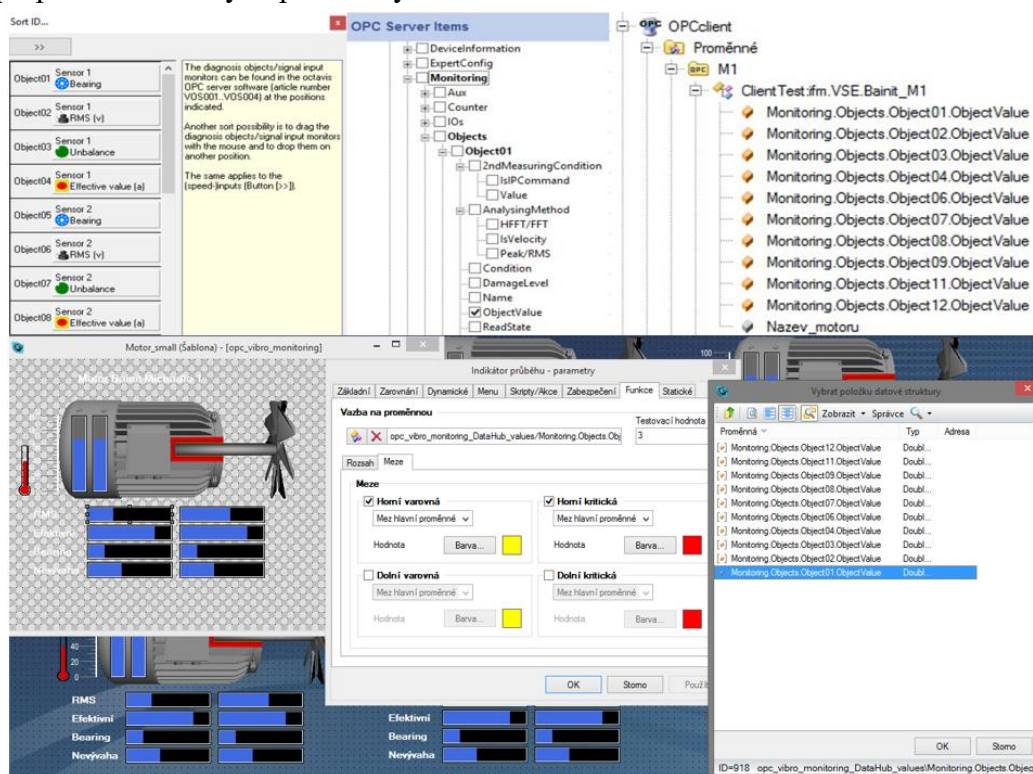 Sort ID...
>>
Object01 Sensor 1
Bearing
Object02 Sensor 1
RMS (v)
Object03 Sensor 1
Unbalance
Object04 Sensor 1
Effective value (a)
Object05 Sensor 2
Bearing
Object06 Sensor 2
RMS (v)
Object07 Sensor 2
Unbalance
Object08 Sensor 2
Effective value (a)
The diagnosis objects/signal input
monitors can be found in the octavis
OPC server software (article number
VOS001..VOS004) at the positions
indicated.
Another sort possibility is to drag the
diagnosis objects/signal input monitors
with the mouse and to drop them on
another position.
The same applies to the
(speed-)inputs (Button [>>]).
OPC Server Items
DeviceInformation
ExpertConfig
Monitoring
Aux
Counter
IOs
Objects
Object01
2ndMeasuringCondition
IsIPCommand
Value
AnalysingMethod
HFFT/FFT
IsVelocity
Peak/RMS
Condition
DamageLevel
Name
ObjectValue
ReadState
OPC OPCclient
Proměnné
OPC M1
ClientTest:ifm.VSE.Bainit_M1
Monitoring.Objects.Object01.ObjectValue
Monitoring.Objects.Object02.ObjectValue
Monitoring.Objects.Object03.ObjectValue
Monitoring.Objects.Object04.ObjectValue
Monitoring.Objects.Object06.ObjectValue
Monitoring.Objects.Object07.ObjectValue
Monitoring.Objects.Object08.ObjectValue
Monitoring.Objects.Object09.ObjectValue
Monitoring.Objects.Object11.ObjectValue
Monitoring.Objects.Object12.ObjectValue
Nazev_motoru
Motor_small (Šablona) - [opc_vibro_monitoring]
100
Indikátor průběhu - parametry
Základní Zarovnání Dynamické Menu Skripty/Akce Zabezpečení Funkce Statické
Vazba na proměnnou
Testovací hodnota
opc_vibro_monitoring_DataHub_values/Monitoring.Objects.Obj
3
Rozsah Meze
Meze
Horní varovná
Mez hlavní proměnné
Hodnota Barva...
Horní kritická
Mez hlavní proměnné
Hodnota Barva...
Dolní varovná
Mez hlavní proměnné
Hodnota Barva...
Dolní kritická
Mez hlavní proměnné
Hodnota Barva...
OK Storno
Vybrat položku datové struktury
Zobrazit Správce
Proměnná Typ Adresa
Monitoring.Objects.Object12.ObjectValue Doubl...
Monitoring.Objects.Object11.ObjectValue Doubl...
Monitoring.Objects.Object09.ObjectValue Doubl...
Monitoring.Objects.Object08.ObjectValue Doubl...
Monitoring.Objects.Object07.ObjectValue Doubl...
Monitoring.Objects.Object06.ObjectValue Doubl...
Monitoring.Objects.Object04.ObjectValue Doubl...
Monitoring.Objects.Object03.ObjectValue Doubl...
Monitoring.Objects.Object02.ObjectValue Doubl...
Monitoring.Objects.Object01.ObjectValue Doubl...
OK Storno
ID=918 opc_vibro_monitoring_DataHub_values\Monitoring.Objects.Objec
40
20
0
RMS
Efektivní
Bearing
Nevývaha
Efektivní
Bearing
Nevývaha